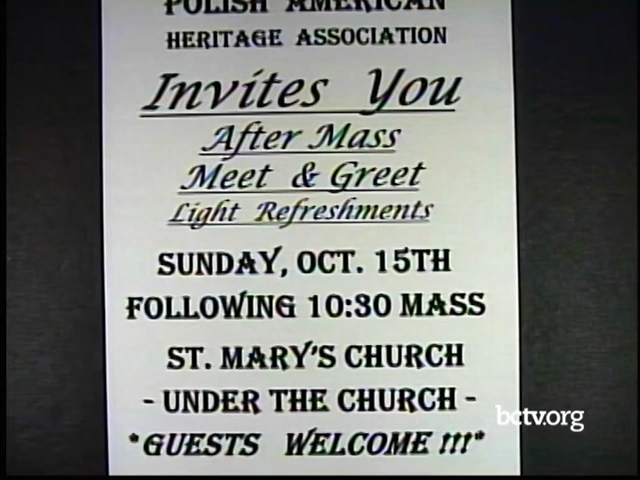 POLISH AMERICAN
HERITAGE ASSOCIATION
Invites You
After Mass
Meet & Greet
Light Refreshments
SUNDAY, OCT. 15TH
FOLLOWING 10:30 MASS
ST. MARY'S CHURCH
- UNDER THE CHURCH -
*GUESTS WELCOME !!!*
bctv.org